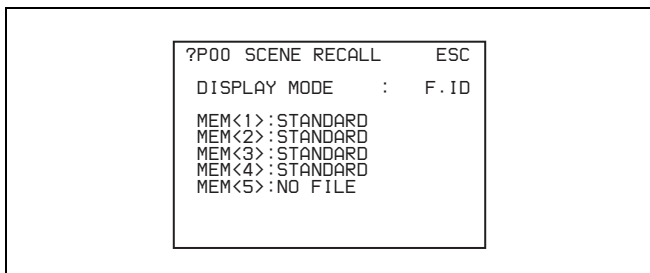 ?P00 SCENE RECALL ESC
DISPLAY MODE : F.ID
MEM<1>:STANDARD
MEM<2>:STANDARD
MEM<3>:STANDARD
MEM<4>:STANDARD
MEM<5>:NO FILE